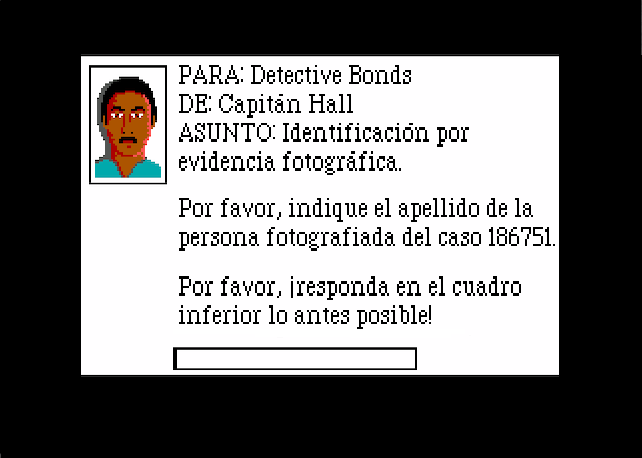 PARA: Detective Bonds
DE: Capitán Hall
ASUNTO: Identificación por
evidencia fotográfica.
Por favor, indique el apellido de la
persona fotografiada del caso 186751.
Por favor, ¡responda en el cuadro
inferior lo antes posible!